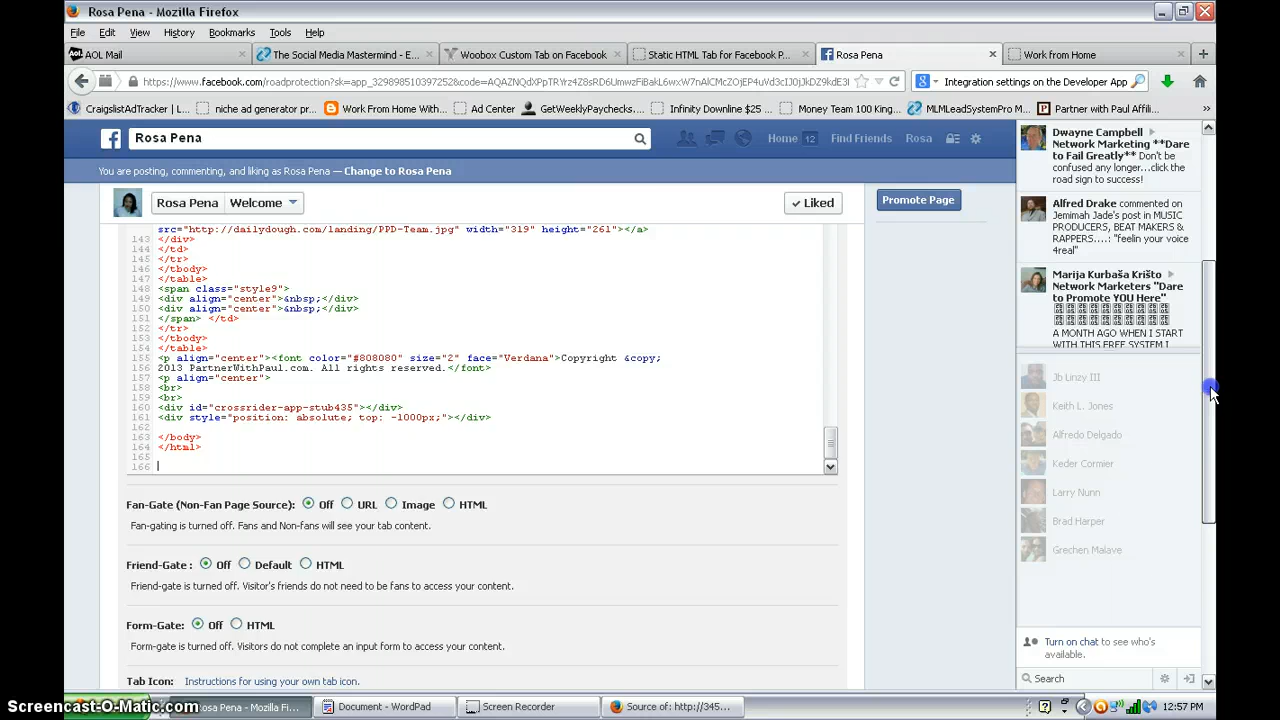 Rosa Pena - Mozilla Firefox
File Edit View History Bookmarks Tools Help
AOL Mail
The Social Media Mastermind - E...
Woobox: Custom Tab on Facebook
Static HTML Tab for Facebook P...
Rosa Pena
Work from Home
Integration settings on the Developer App
CraigslistAdTracker | L...
niche ad generator pr...
Work From Home With...
Ad Center
GetWeeklyPaychecks....
Infinity Downline $25 ...
Money Team 100 King...
MLMLeadSystemPro M...
Partner with Paul Affili...
Rosa Pena
Home 12 Find Friends Rosa
You are posting, commenting, and liking as Rosa Pena — Change to Rosa Pena
Rosa Pena Welcome
Liked
Promote Page
src="http://dailydough.com/landing/PPD-Team.jpg" width="319" height="261"></a>
143 </div>
144 </td>
145 </tr>
146 </tbody>
147 </table>
148 <span class="style9">
149 <div align="center">&nbsp;</div>
150 <div align="center">&nbsp;</div>
151 </span> </td>
152 </tr>
153 </tbody>
154 </table>
155 <p align="center"><font color="#808080" size="2" face="Verdana">Copyright &copy;
156 2013 PartnerWithPaul.com. All rights reserved.</font>
157 <p align="center">
158 <br>
159 <br>
160 <div id="crossrider-app-stub435"></div>
161 <div style="position: absolute; top: -1000px;"></div>
162
163 </body>
164 </html>
165
166
Fan-Gate (Non-Fan Page Source): Off URL Image HTML
Fan-gating is turned off. Fans and Non-fans will see your tab content.
Friend-Gate : Off Default HTML
Friend-gate is turned off. Visitor's friends do not need to be fans to access your content.
Form-Gate: Off HTML
Form-gate is turned off. Visitors do not complete an input form to access your content.
Tab Icon: Instructions for using your own tab icon.
Dwayne Campbell
Network Marketing **Dare
to Fail Greatly** Don't be
confused any longer...click the
road sign to success!
Alfred Drake commented on
Jemimah Jade's post in MUSIC
PRODUCERS, BEAT MAKERS &
RAPPERS....: "feelin your voice
4real"
Marija Kurbaša Krišto
Network Marketers "Dare
to Promote YOU Here"
A MONTH AGO WHEN I START
WITH THIS FREE SYSTEM I
Jb Linzy III
Keith L. Jones
Alfredo Delgado
Keder Cormier
Larry Nunn
Brad Harper
Grechen Malave
Turn on chat to see who's
available.
Search
Screencast-O-Matic.com
Rosa Pena - Mozilla Fi...
Document - WordPad
Screen Recorder
Source of: http://345...
12:57 PM